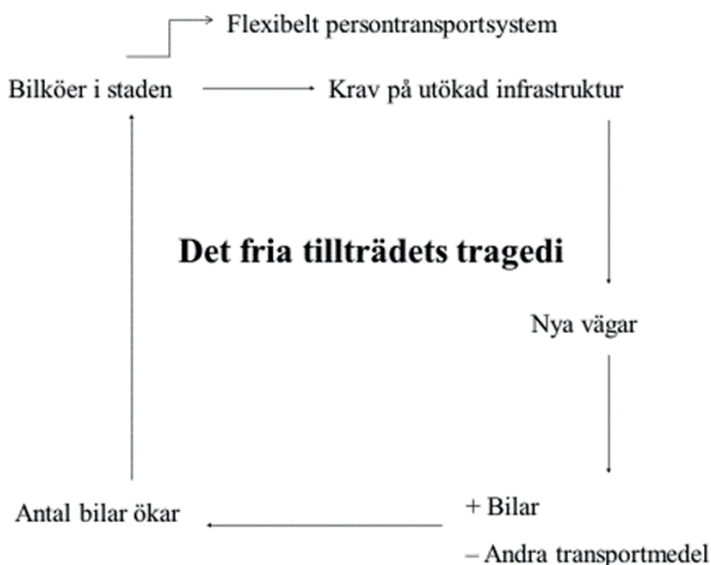 Flexibelt persontransportsystem
Bilköer i staden
Krav på utökad infrastruktur
Det fria tillträdets tragedi
Nya vägar
+ Bilar
Antal bilar ökar
– Andra transportmedel